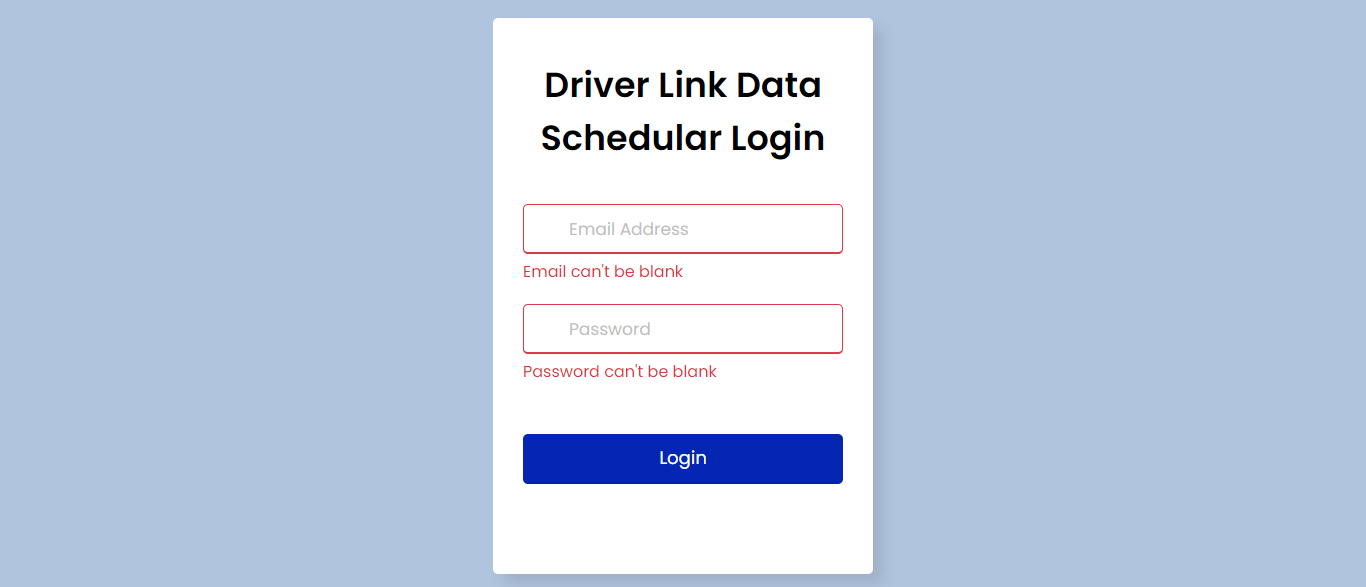 Driver Link Data
Schedular Login
Email Address
Email can't be blank
Password
Password can't be blank
Login